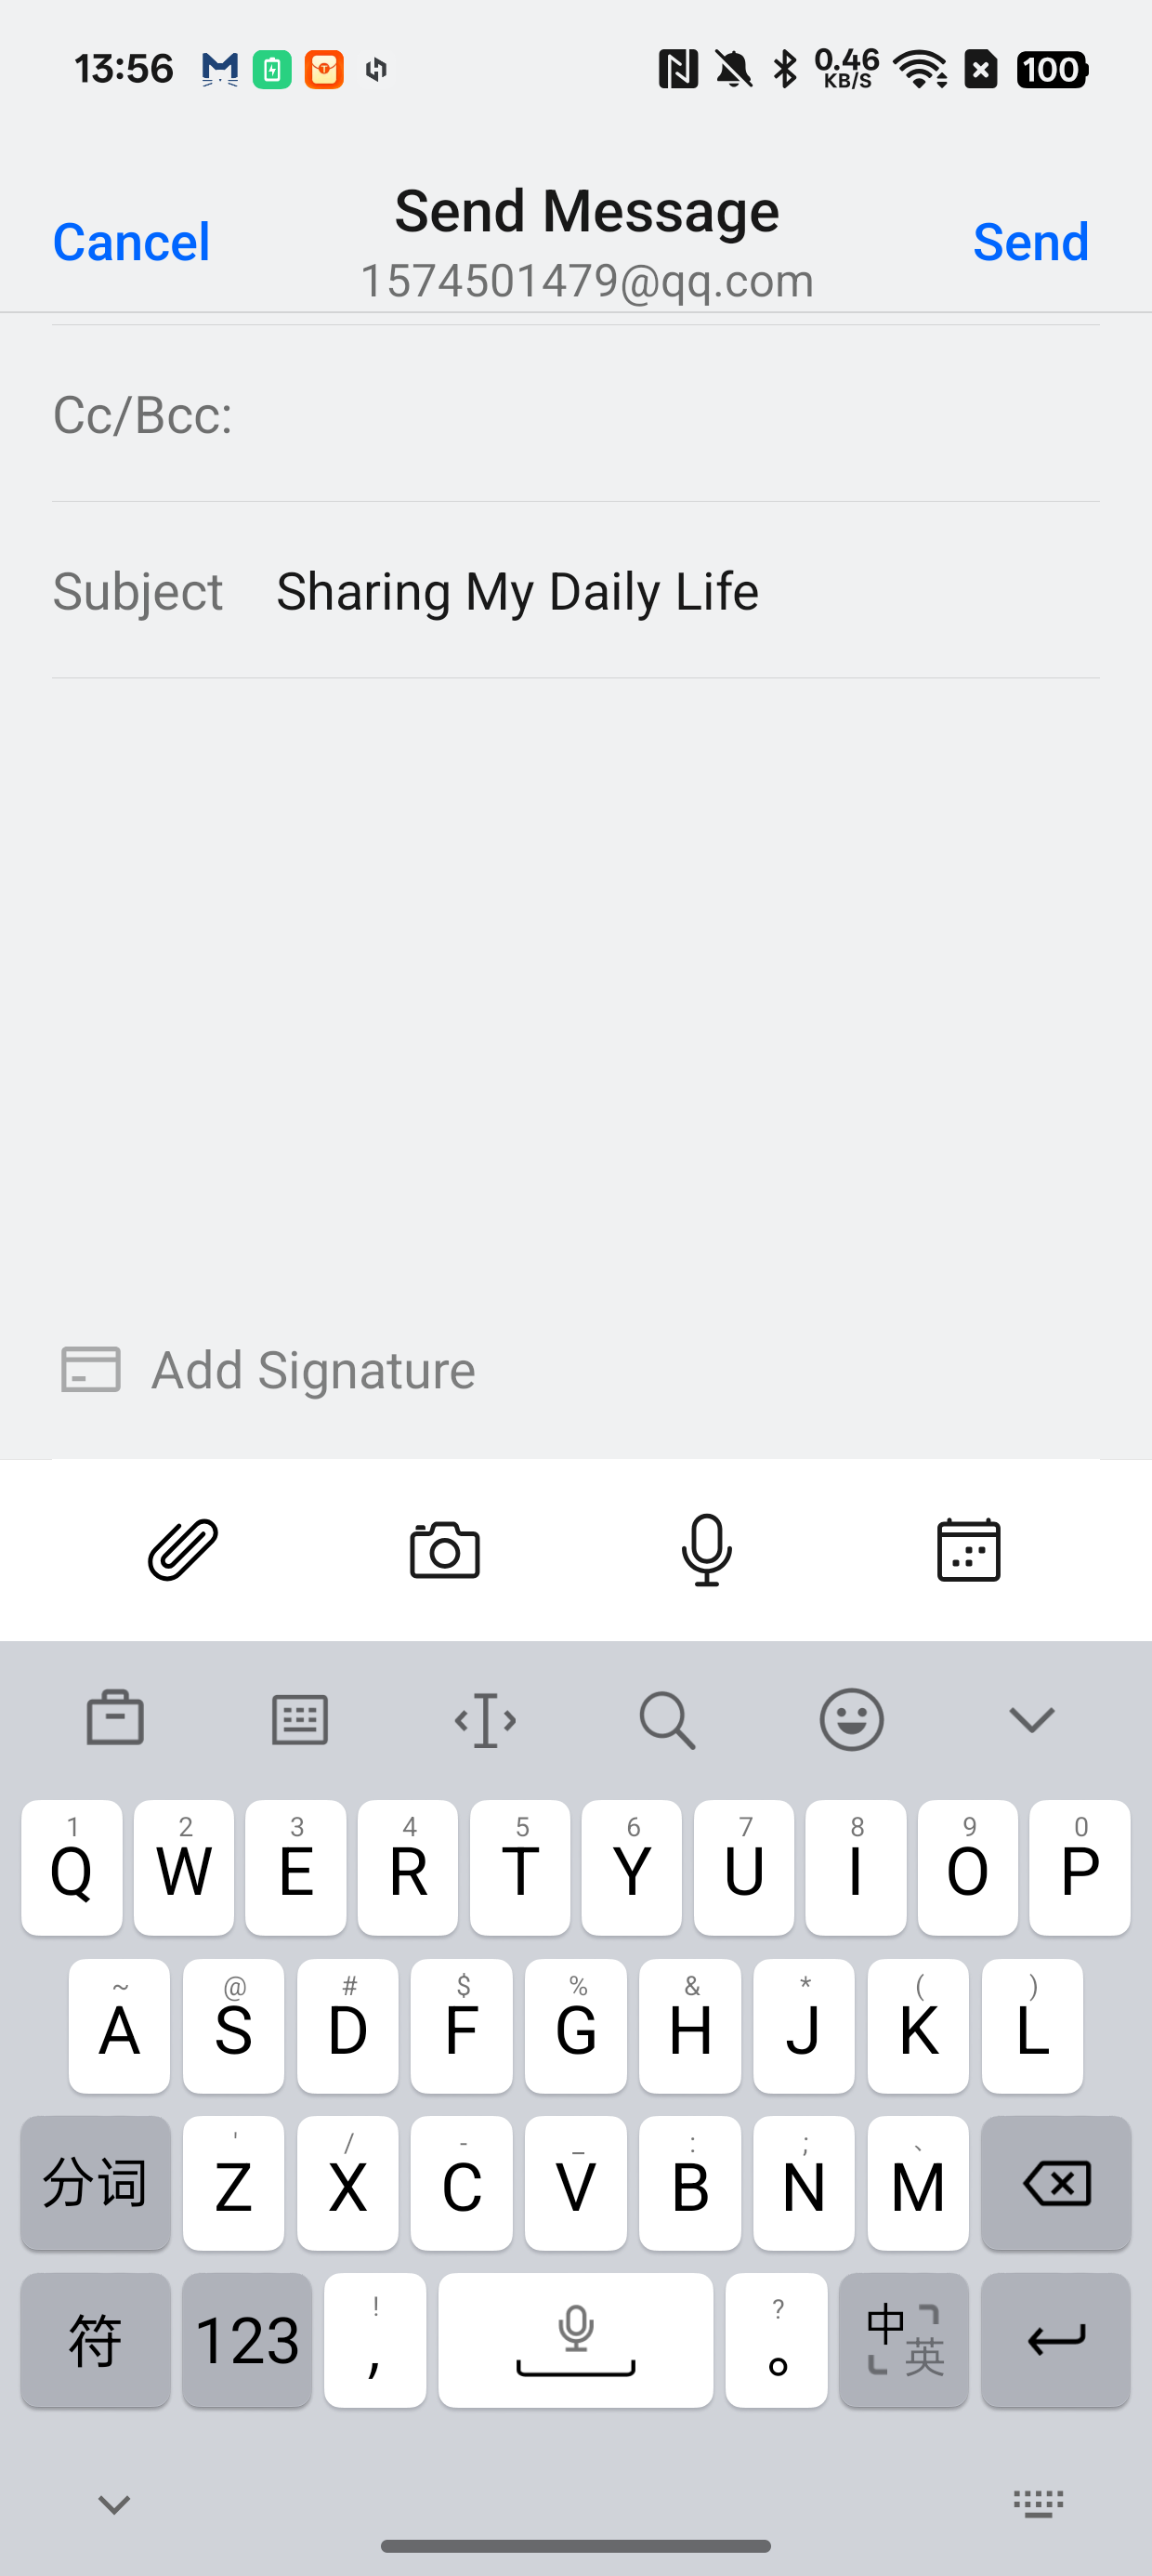 13:56 0.46 KB/S 100
Send Message
Cancel Send
1574501479@qq.com
Cc/Bcc:
Subject Sharing My Daily Life
Add Signature
1 2 3 4 5 6 7 8 9 0
Q W E R T Y U I O P
~ @ # $ % & * ( )
A S D F G H J K L
' / - _ : ; 、
分词 Z X C V B N M
! ?
符 123 , 。 中 英